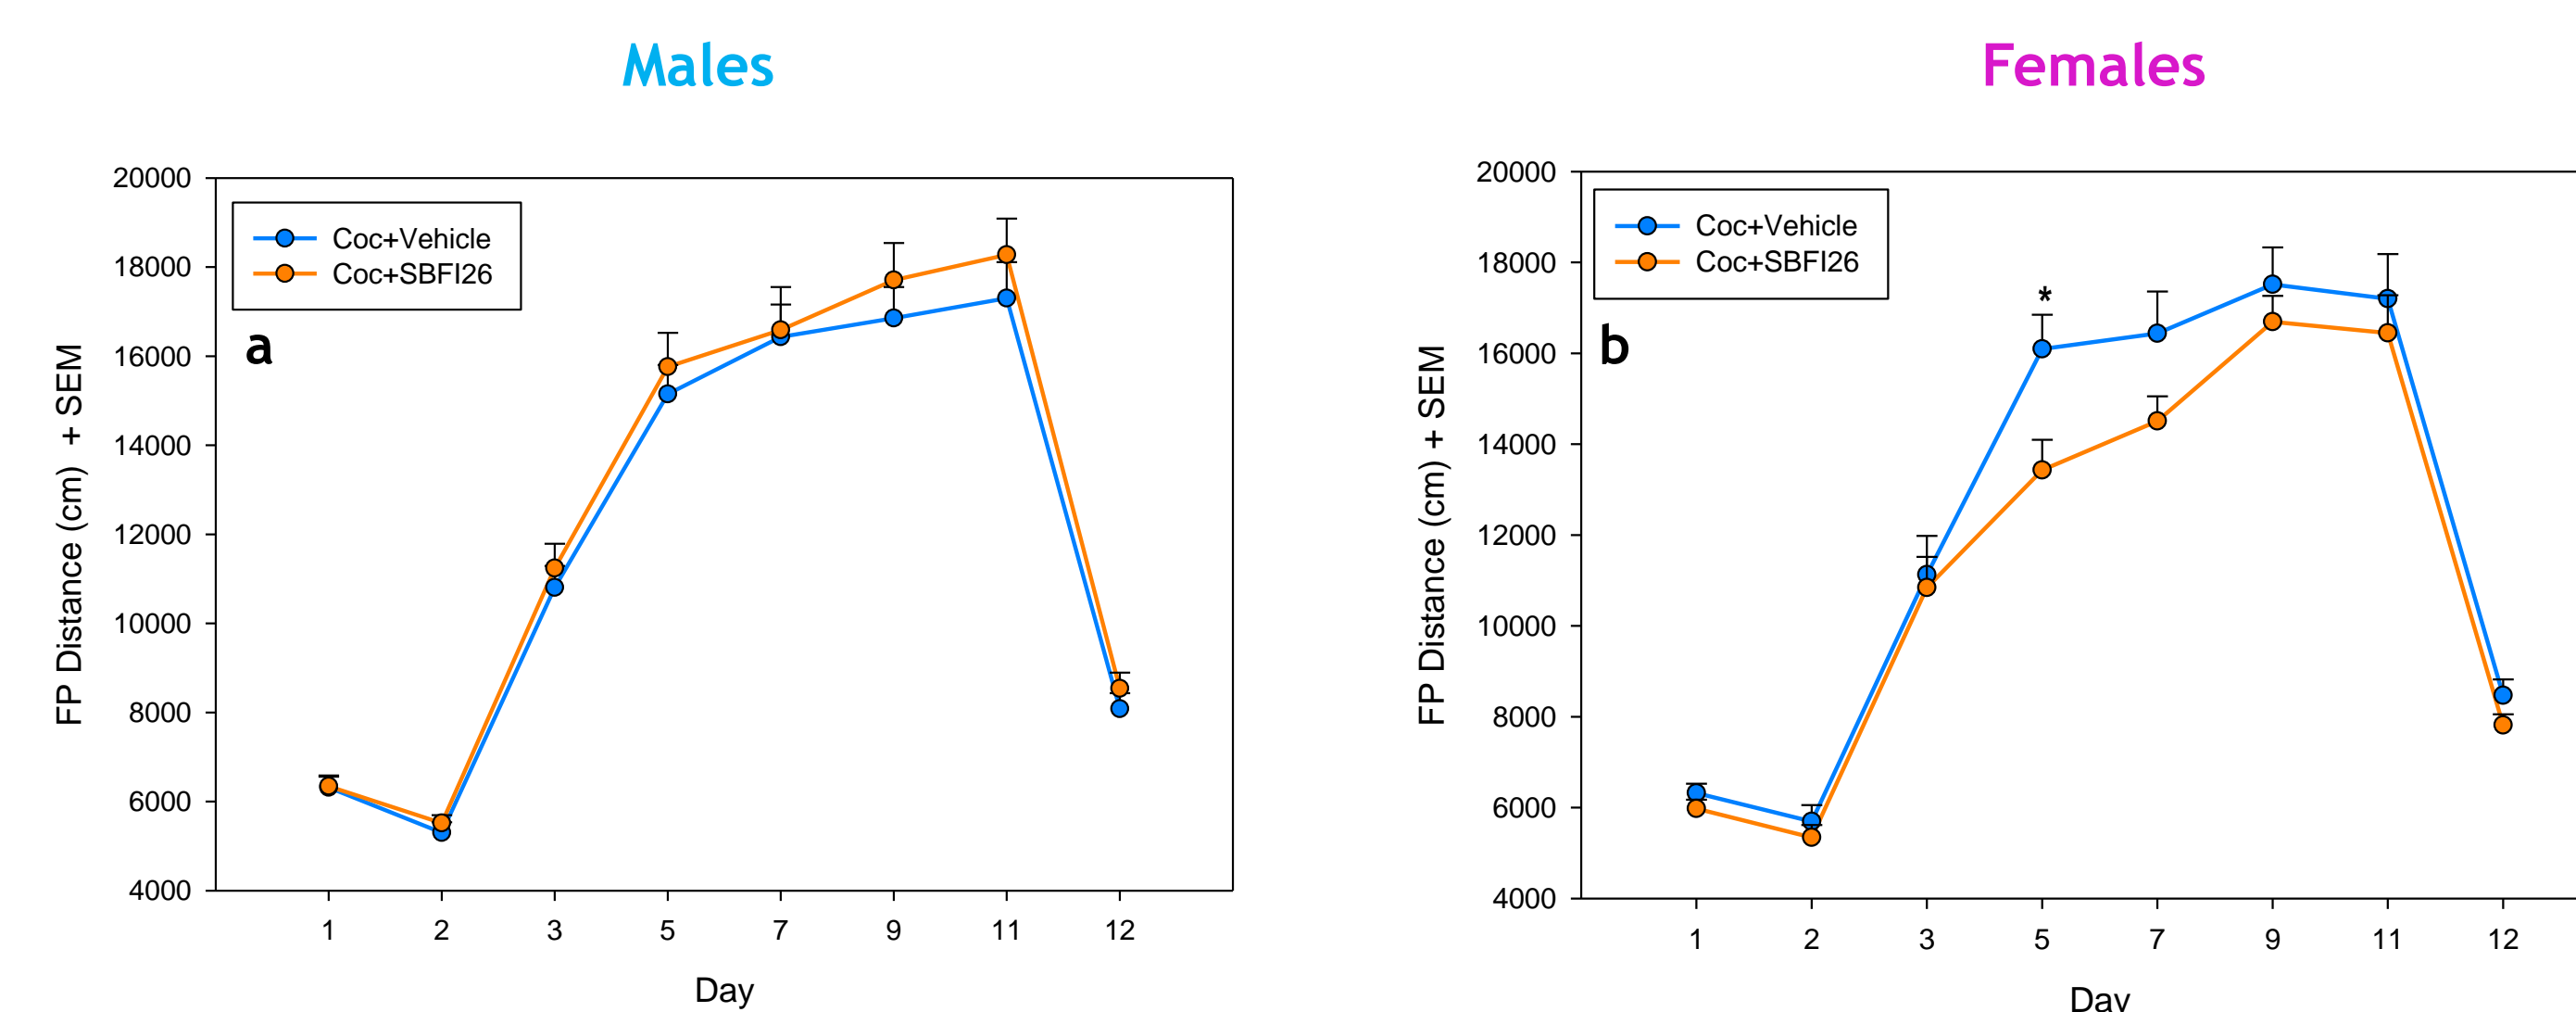 Males
20000
18000
16000
14000
12000
10000
8000
6000
4000
FP Distance (cm) + SEM
Coc+Vehicle
Coc+SBFI26
a
1 2 3 5 7 9 11 12
Day
Females
20000
18000
16000
14000
12000
10000
8000
6000
4000
FP Distance (cm) + SEM
Coc+Vehicle
Coc+SBFI26
*
b
1 2 3 5 7 9 11 12
Day